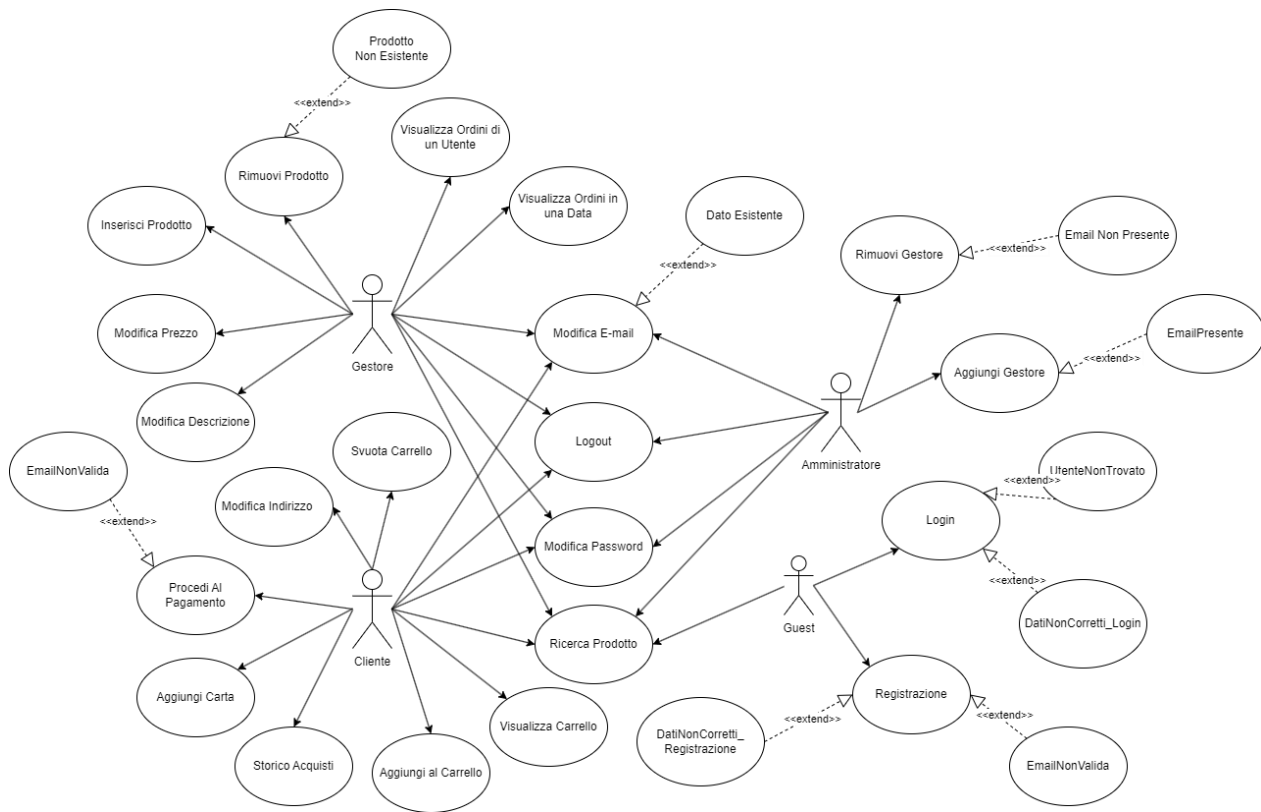 Prodotto
Non Esistente
<<extend>>
Visualizza Ordini di
un Utente
Rimuovi Prodotto
Visualizza Ordini in
una Data
Inserisci Prodotto
Dato Esistente
Rimuovi Gestore
Email Non Presente
<<extend>>
<<extend>>
Modifica Prezzo
Gestore
Modifica E-mail
EmailPresente
<<extend>>
Aggiungi Gestore
Modifica Descrizione
Svuota Carrello
Logout
Amministratore
EmailNonValida
UtenteNonTrovato
<<extend>>
Modifica Indirizzo
<<extend>>
Login
Modifica Password
Procedi Al
Pagamento
<<extend>>
Guest
DatiNonCorretti_Login
Ricerca Prodotto
Cliente
Aggiungi Carta
Registrazione
Visualizza Carrello
<<extend>>
<<extend>>
DatiNonCorretti_
Registrazione
Storico Acquisti
Aggiungi al Carrello
EmailNonValida